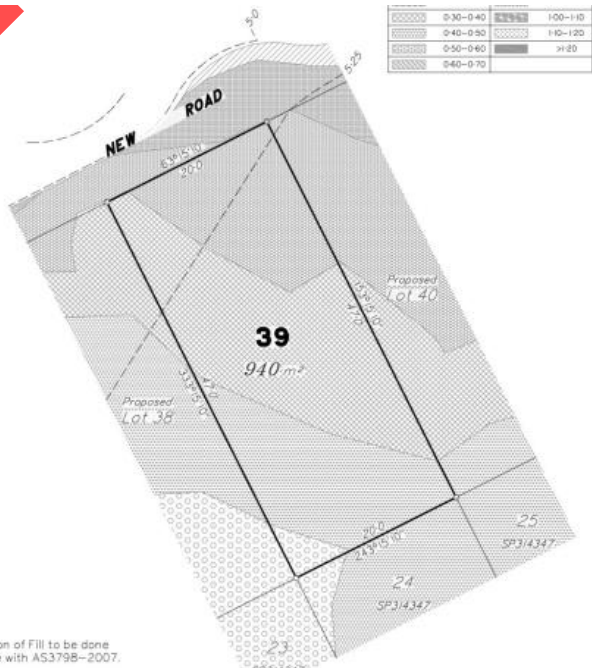 0·30-0·40 1·00-1·10
0·40-0·50 1·10-1·20
0·50-0·60 >1·20
0·60-0·70
5·0
5·25
NEW ROAD
63°15'10"
20·0
Proposed
Lot 40
153°15'10"
47·0
39
940 m²
47·0
333°15'10"
Proposed
Lot 38
20·0
243°15'10"
25
SP314347
24
SP314347
23
on of Fill to be done
with AS3798-2007.